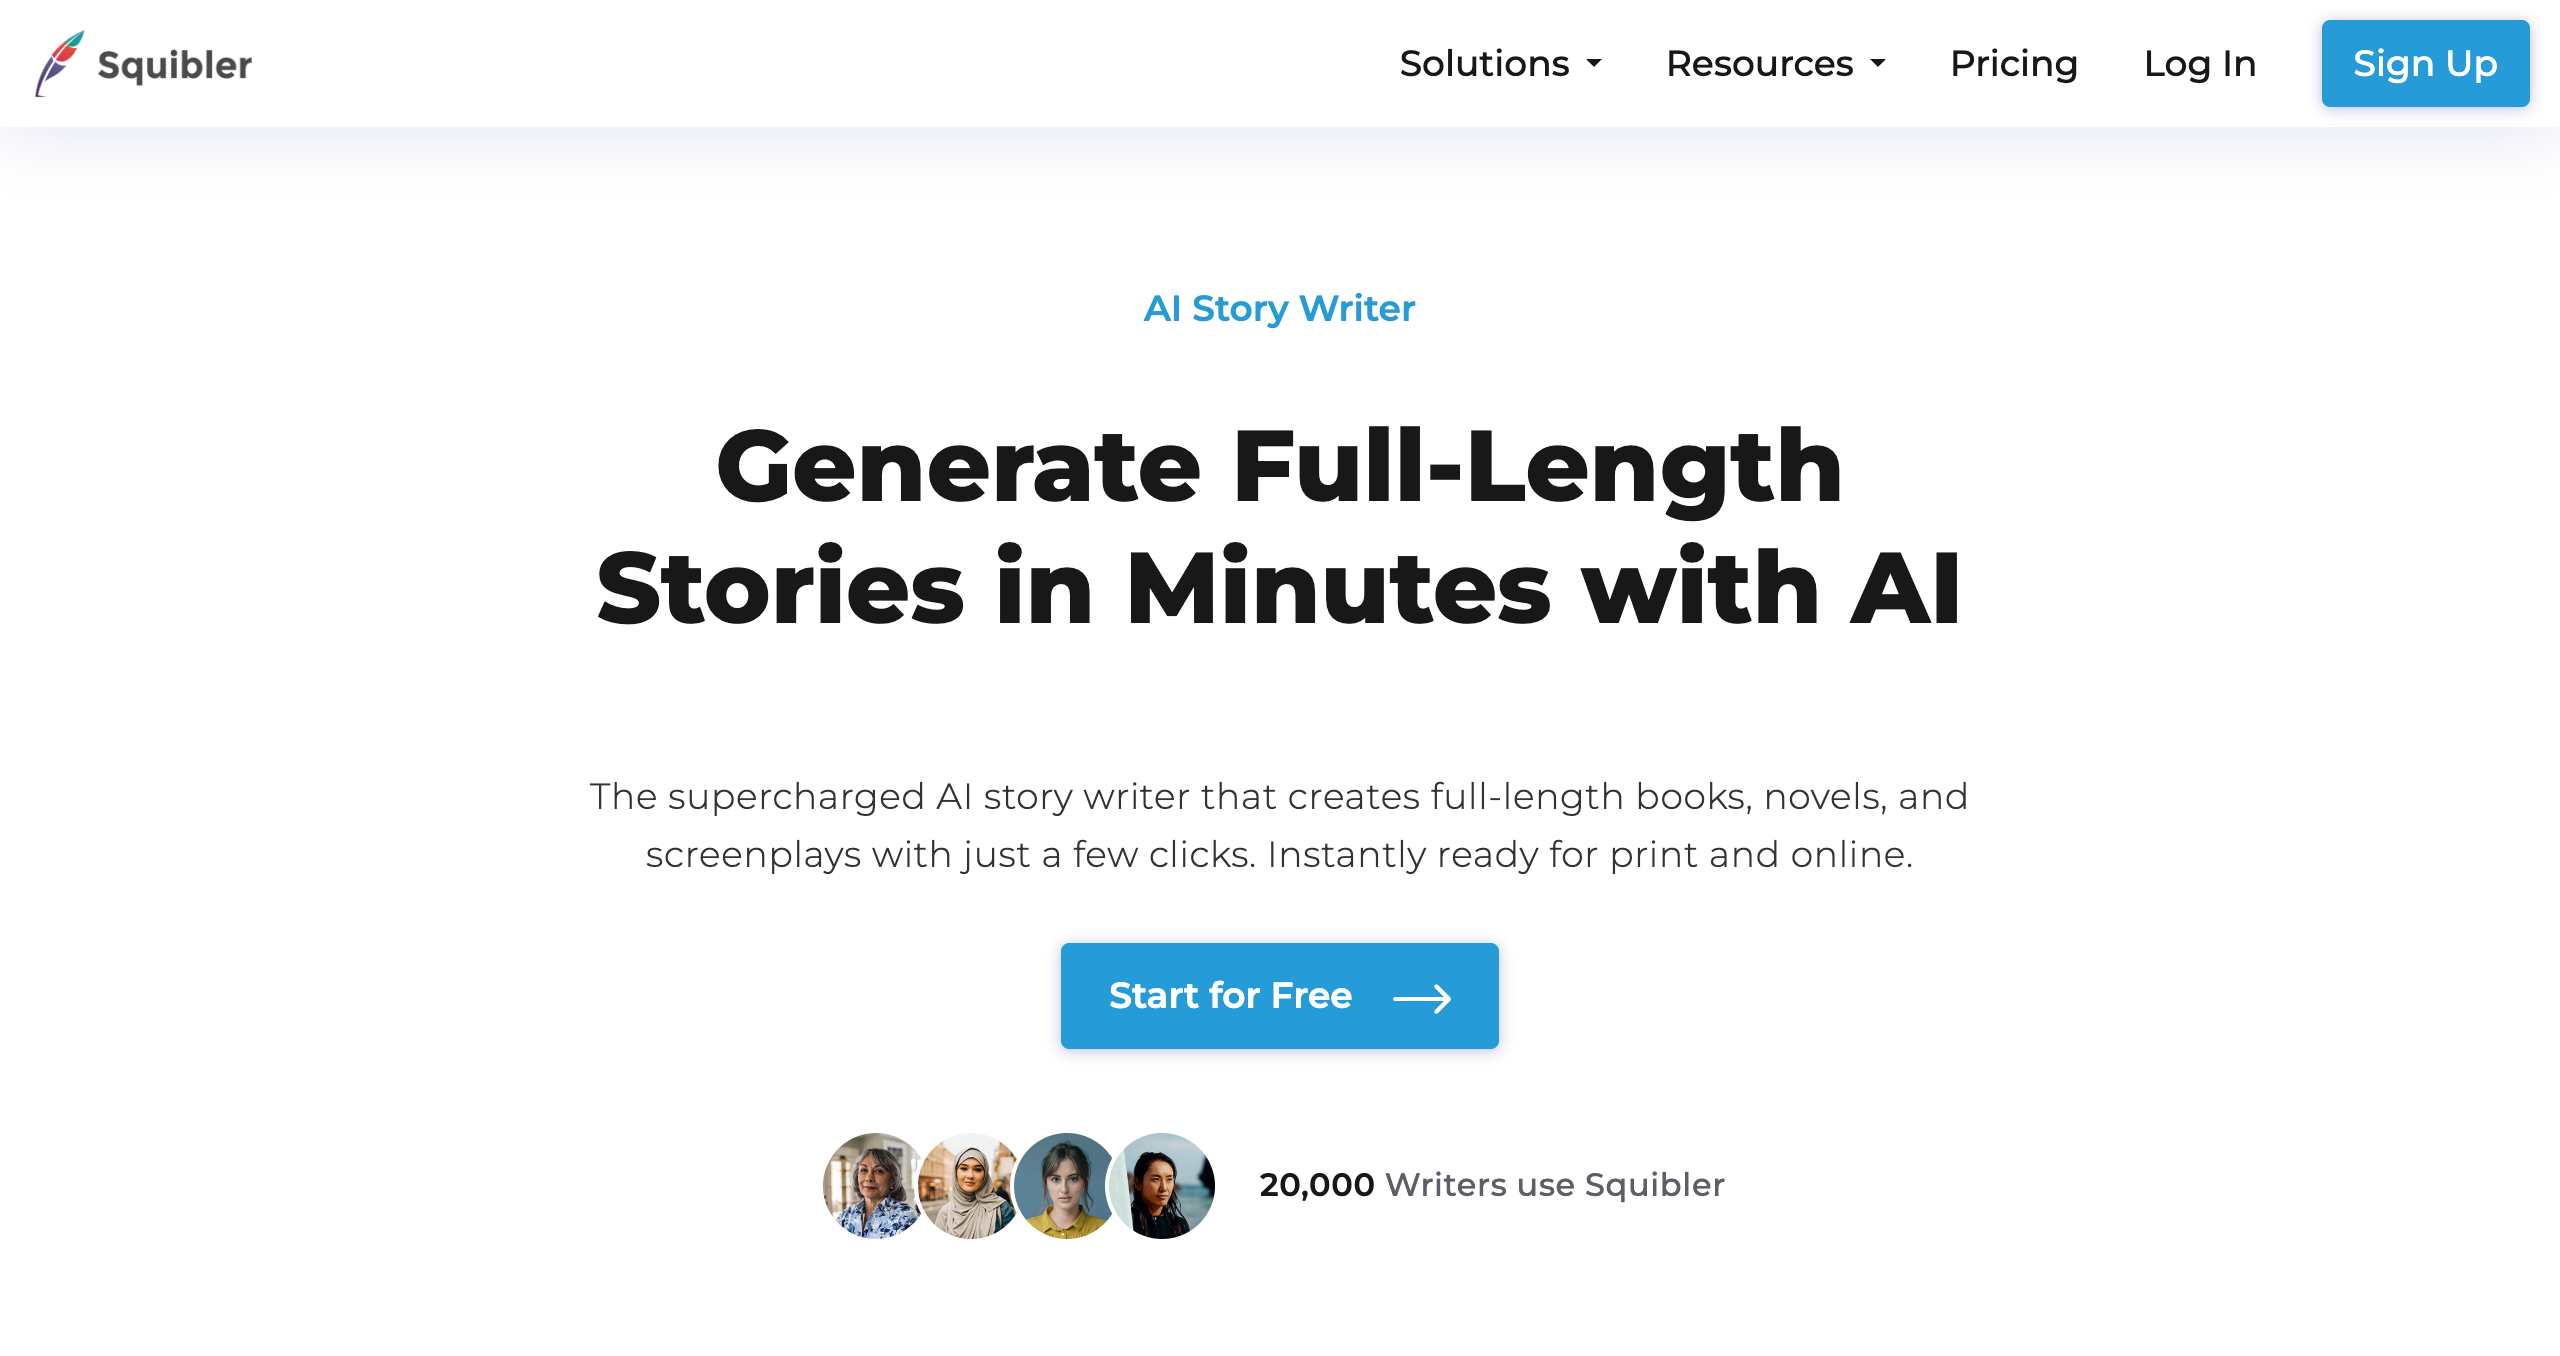 Squibler
Solutions
Resources
Pricing
Log In
Sign Up
AI Story Writer
Generate Full-Length
Stories in Minutes with AI
The supercharged AI story writer that creates full-length books, novels, and
screenplays with just a few clicks. Instantly ready for print and online.
Start for Free
20,000 Writers use Squibler